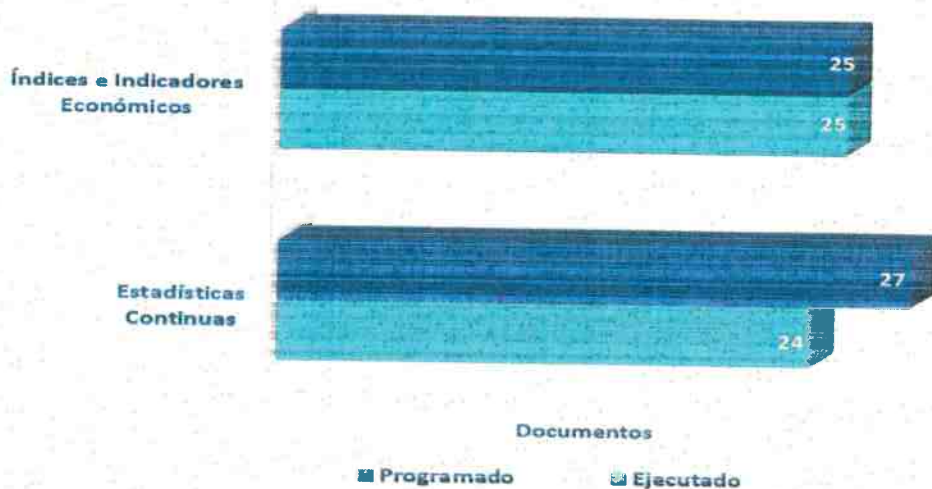 Índices e Indicadores
Económicos
25
25
Estadísticas
Continuas
27
24
Documentos
Programado
Ejecutado